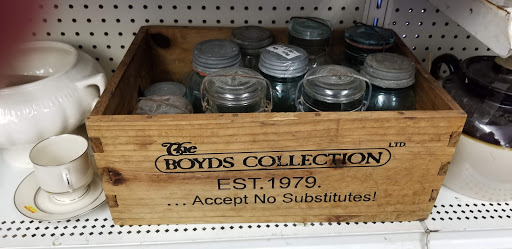 The
BOYDS COLLECTION LTD.
EST. 1979.
... Accept No Substitutes!